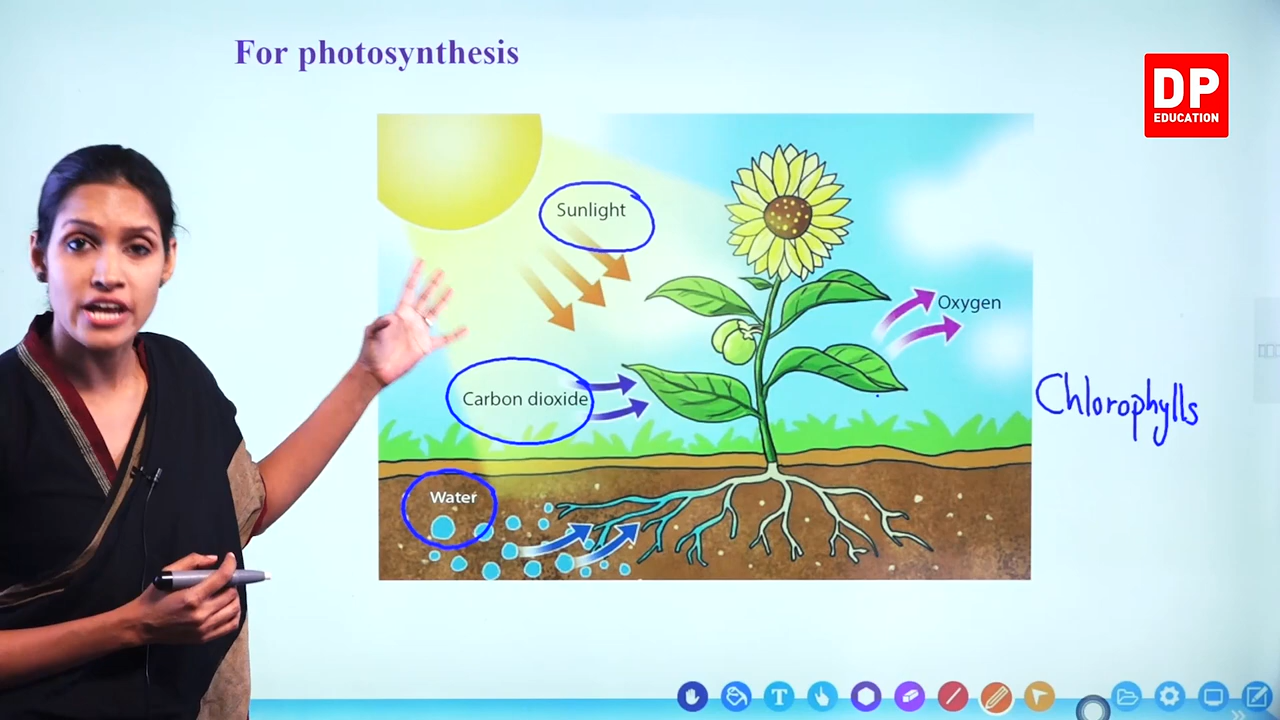 For photosynthesis
DP
EDUCATION
Sunlight
Oxygen
Carbon dioxide
Chlorophylls
Water
T